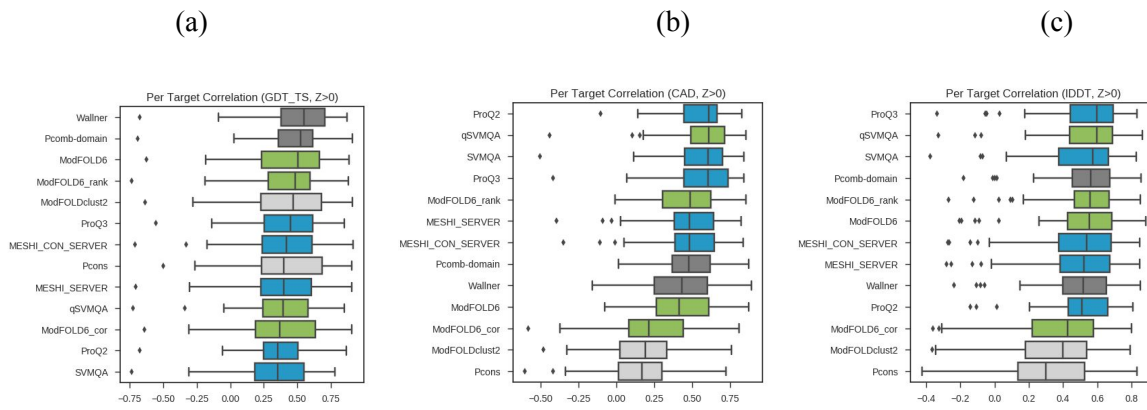 (a)
Per Target Correlation (GDT_TS, Z>0)
Wallner
Pcomb-domain
ModFOLD6
ModFOLD6_rank
ModFOLDclust2
ProQ3
MESHI_CON_SERVER
Pcons
MESHI_SERVER
qSVMQA
ModFOLD6_cor
ProQ2
SVMQA
−0.75 −0.50 −0.25 0.00 0.25 0.50 0.75
(b)
Per Target Correlation (CAD, Z>0)
ProQ2
qSVMQA
SVMQA
ProQ3
ModFOLD6_rank
MESHI_SERVER
MESHI_CON_SERVER
Pcomb-domain
Wallner
ModFOLD6
ModFOLD6_cor
ModFOLDclust2
Pcons
−0.50 −0.25 0.00 0.25 0.50 0.75
(c)
Per Target Correlation (lDDT, Z>0)
ProQ3
qSVMQA
SVMQA
Pcomb-domain
ModFOLD6_rank
ModFOLD6
MESHI_CON_SERVER
MESHI_SERVER
Wallner
ProQ2
ModFOLD6_cor
ModFOLDclust2
Pcons
−0.4 −0.2 0.0 0.2 0.4 0.6 0.8